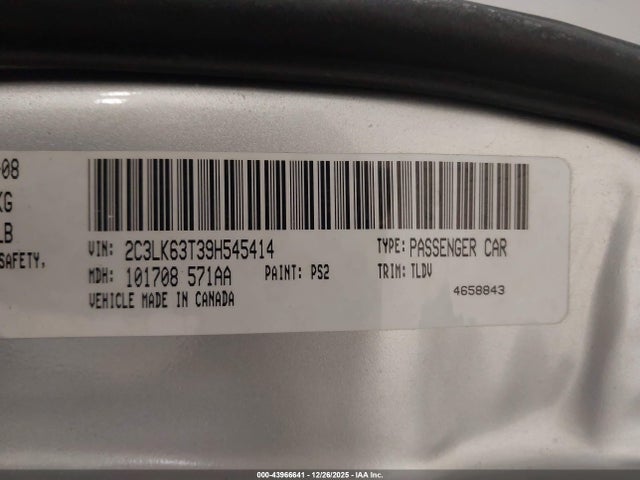 -08
KG
LB
SAFETY,
VIN: 2C3LK63T39H545414 TYPE: PASSENGER CAR
MDH: 101708 571AA PAINT: PS2 TRIM: TLDV
VEHICLE MADE IN CANADA 4658843
000-43966641 - 12/26/2025 - IAA Inc.